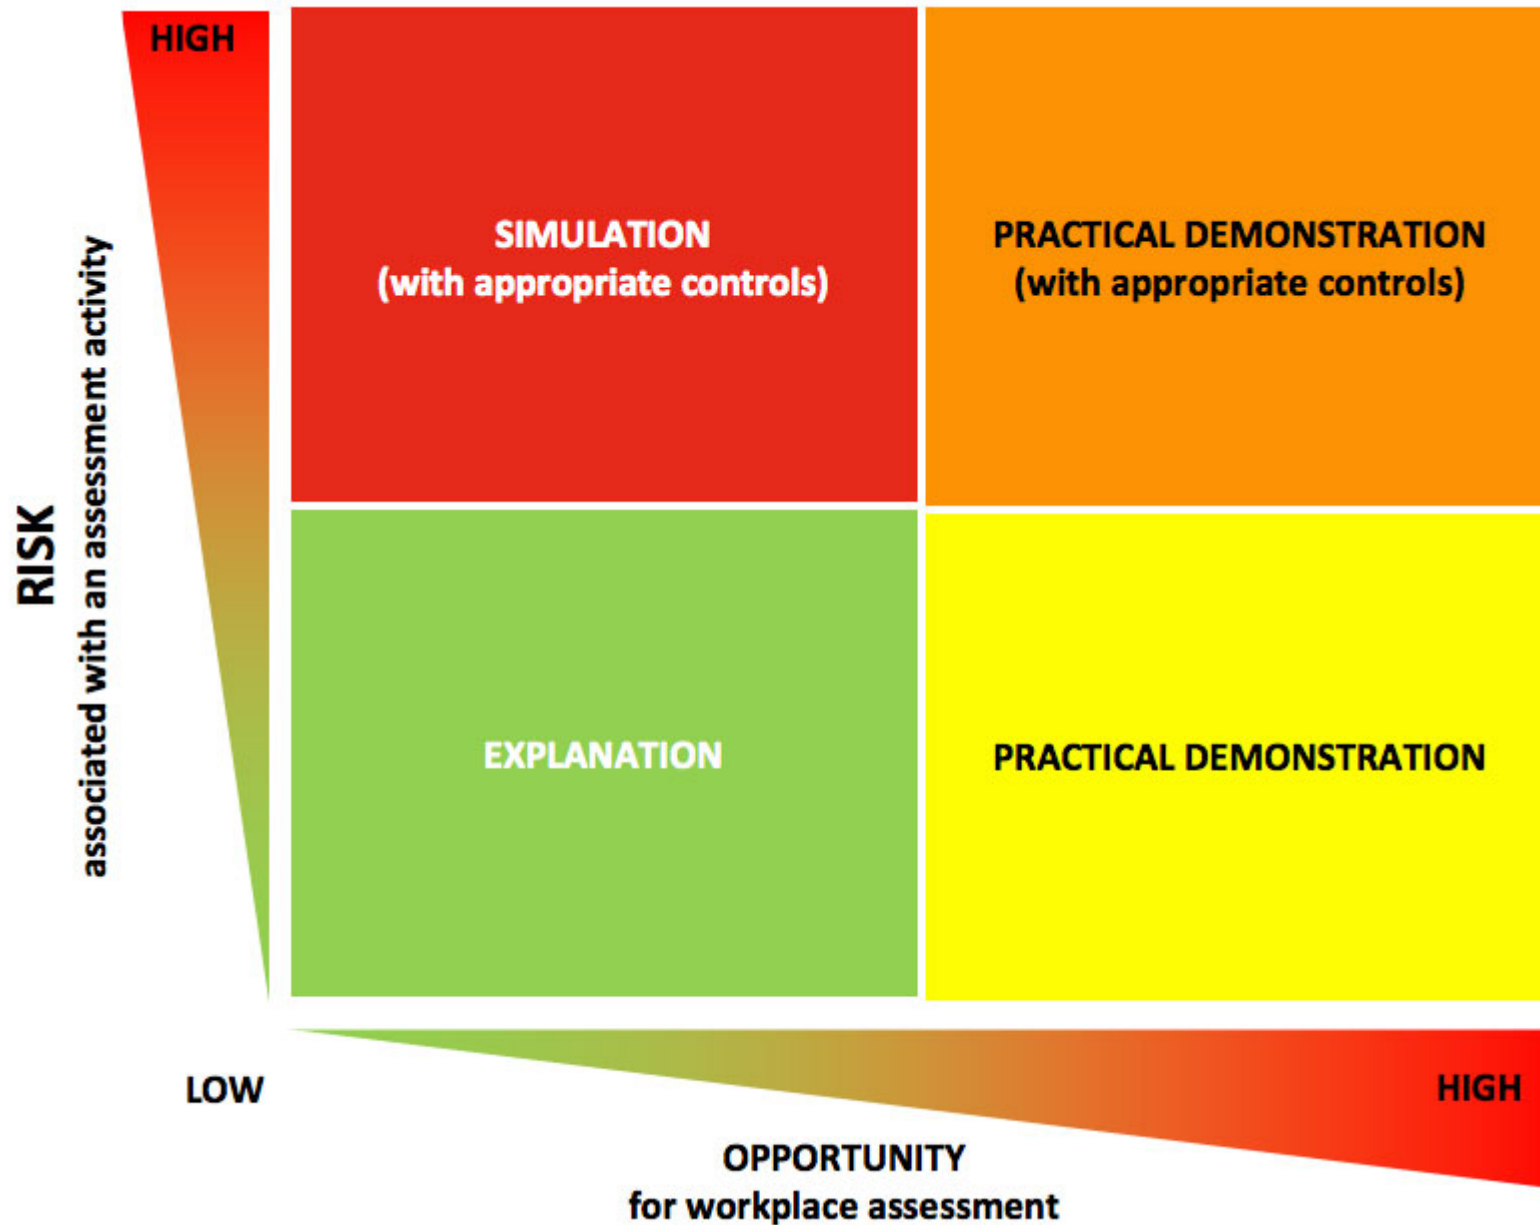 HIGH
RISK
associated with an assessment activity
SIMULATION
(with appropriate controls)
PRACTICAL DEMONSTRATION
(with appropriate controls)
EXPLANATION
PRACTICAL DEMONSTRATION
LOW
HIGH
OPPORTUNITY
for workplace assessment